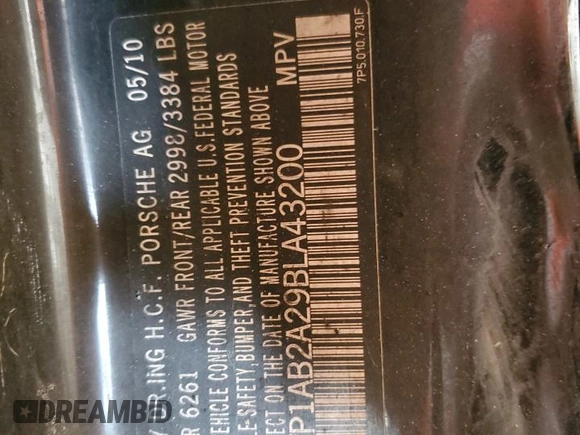 ING H.C.F. PORSCHE AG 05/10
6261 GAWR FRONT/REAR 2998/3384 LBS
VEHICLE CONFORMS TO ALL APPLICABLE U.S. FEDERAL MOTOR
E-SAFETY, BUMPER, AND THEFT PREVENTION STANDARDS
ECT ON THE DATE OF MANUFACTURE SHOWN ABOVE
P1AB2A29BLA43200 MPV
7P5.010.730.F
DREAMBID